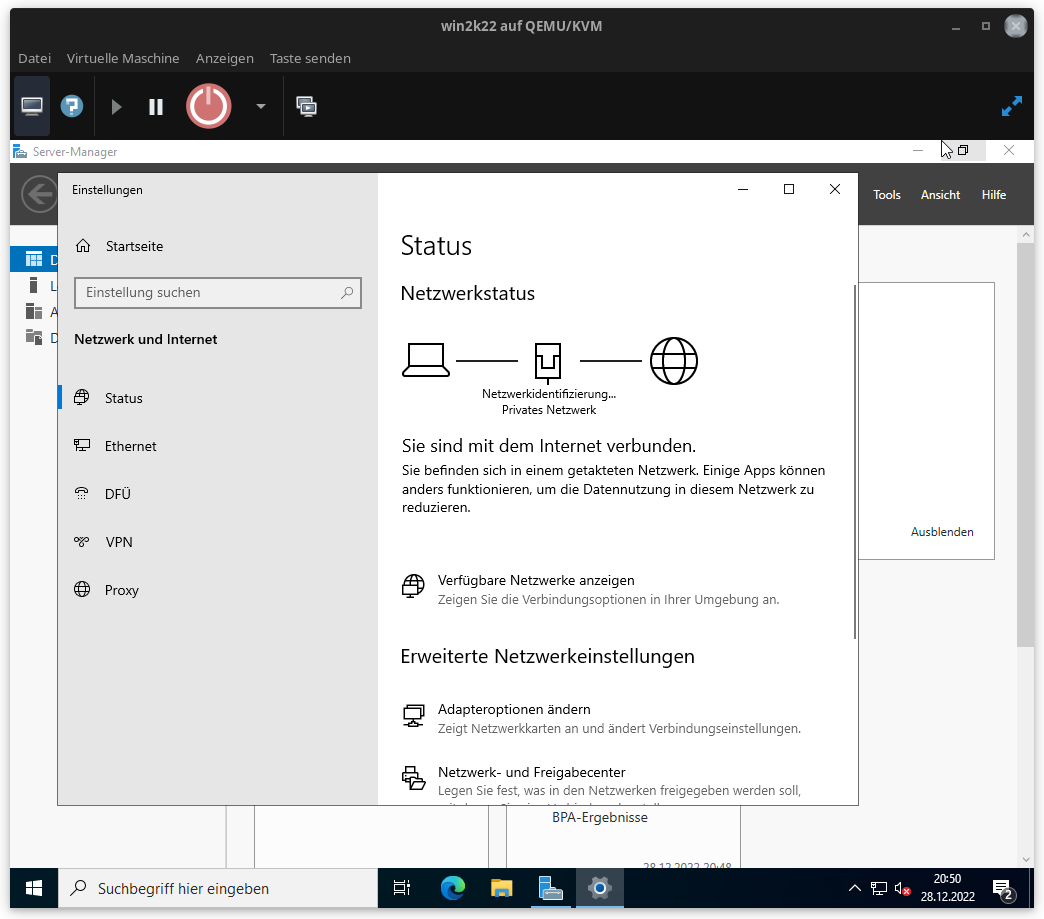 win2k22 auf QEMU/KVM
Datei Virtuelle Maschine Anzeigen Taste senden
Server-Manager
Tools Ansicht Hilfe
Einstellungen
Startseite
Einstellung suchen
Netzwerk und Internet
Status
Ethernet
DFÜ
VPN
Proxy
Status
Netzwerkstatus
Netzwerkidentifizierung...
Privates Netzwerk
Sie sind mit dem Internet verbunden.
Sie befinden sich in einem getakteten Netzwerk. Einige Apps können
anders funktionieren, um die Datennutzung in diesem Netzwerk zu
reduzieren.
Verfügbare Netzwerke anzeigen
Zeigen Sie die Verbindungsoptionen in Ihrer Umgebung an.
Erweiterte Netzwerkeinstellungen
Adapteroptionen ändern
Zeigt Netzwerkkarten an und ändert Verbindungseinstellungen.
Netzwerk- und Freigabecenter
Legen Sie fest, was in den Netzwerken freigegeben werden soll,
Ausblenden
BPA-Ergebnisse
28.12.2022 20:48
Suchbegriff hier eingeben
20:50
28.12.2022
2